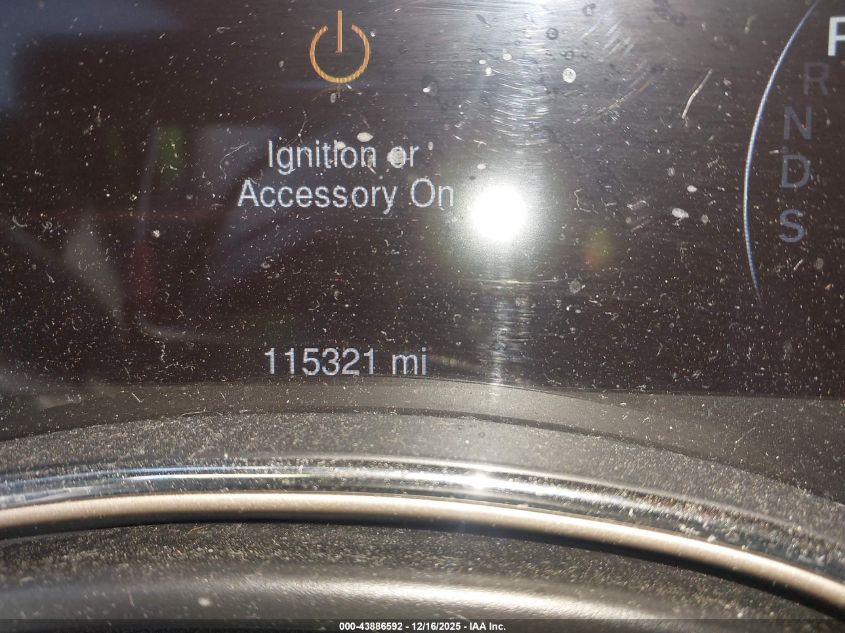 Ignition or
Accessory On
P
R
N
D
S
115321 mi
000-43886592 - 12/16/2025 - IAA Inc.